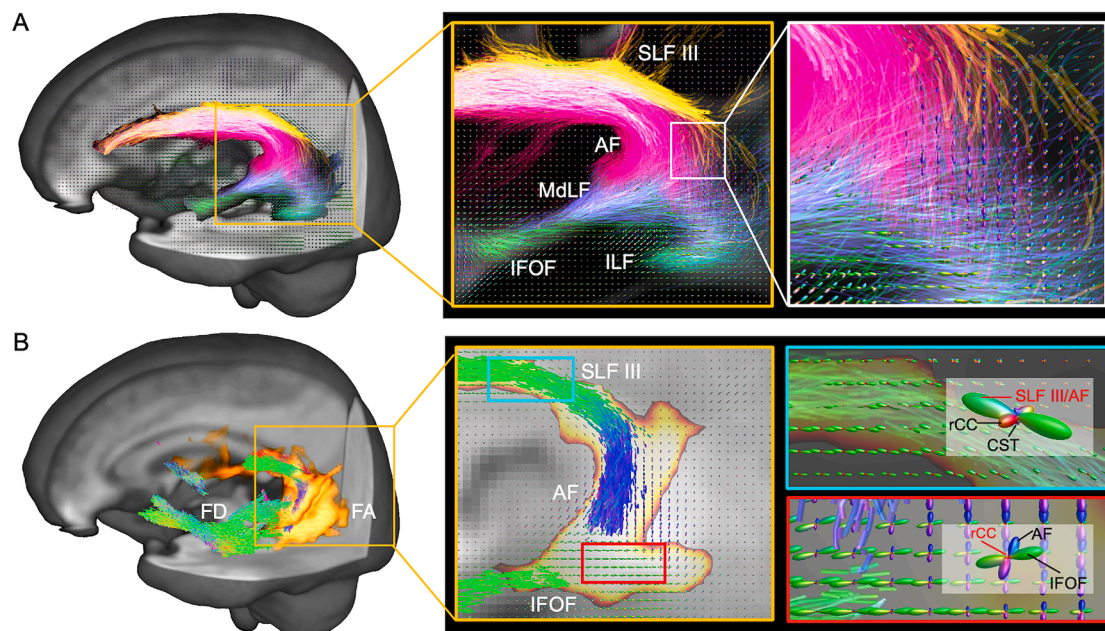 A
SLF III
AF
MdLF
IFOF
ILF
B
FD
FA
SLF III
AF
IFOF
SLF III/AF
rCC
CST
rCC
AF
IFOF